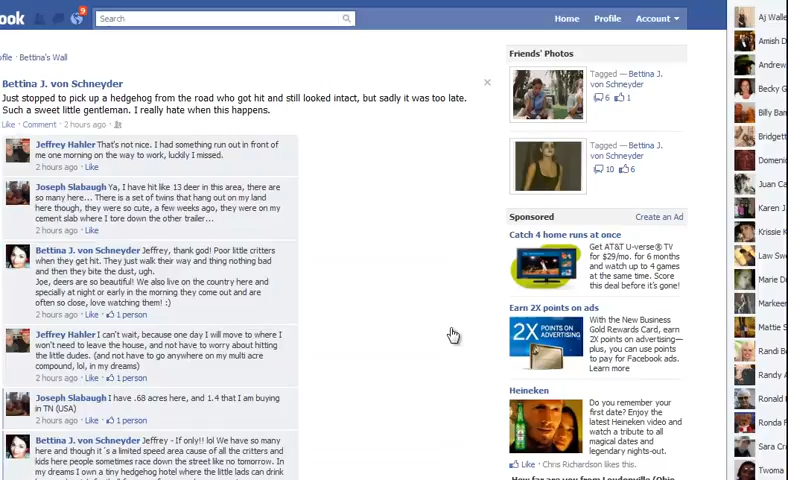 ook
9
Search
Home Profile Account
ofile · Bettina's Wall
Bettina J. von Schneyder
Just stopped to pick up a hedgehog from the road who got hit and still looked intact, but sadly it was too late.
Such a sweet little gentleman. I really hate when this happens.
Like · Comment · 2 hours ago ·
Jeffrey Hahler That's not nice. I had something run out in front of
me one morning on the way to work, luckily I missed.
2 hours ago · Like
Joseph Slabaugh Ya, I have hit like 13 deer in this area, there are
so many here... There is a set of twins that hang out on my land
here though, they were so cute, a few weeks ago, they were on my
cement slab where I tore down the other trailer...
2 hours ago · Like
Bettina J. von Schneyder Jeffrey, thank god! Poor little critters
when they get hit. They just walk their way and thing nothing bad
and then they bite the dust, ugh.
Joe, deers are so beautiful! We also live on the country here and
specially at night or early in the morning they come out and are
often so close, love watching them! :)
2 hours ago · Like · 1 person
Jeffrey Hahler I can't wait, because one day I will move to where I
won't need to leave the house, and not have to worry about hitting
the little dudes. (and not have to go anywhere on my multi acre
compound, lol, in my dreams)
2 hours ago · Like · 1 person
Joseph Slabaugh I have .68 acres here, and 1.4 that I am buying
in TN (USA)
2 hours ago · Like · 1 person
Bettina J. von Schneyder Jeffrey - If only!! lol We have so many
here and though it´s a limited speed area cause of all the critters and
kids here people sometimes race down the street like no tomorrow. In
my dreams I own a tiny hedgehog hotel where the little lads can drink
Friends' Photos
Tagged — Bettina J.
von Schneyder
6 1
Tagged — Bettina J.
von Schneyder
10 6
Sponsored
Create an Ad
Catch 4 home runs at once
Get AT&T U-verse® TV
for $29/mo. for 6 months
and watch up to 4 games
at the same time. Score
this deal before it's gone!
Earn 2X points on ads
2X POINTS ON
ADVERTISING
With the New Business
Gold Rewards Card, earn
2X points on advertising—
plus, you can use points
to pay for Facebook ads.
Learn more
Heineken
Do you remember your
first date? Enjoy the
latest Heineken video and
watch a tribute to all
magical dates and
legendary nights-out.
Like · Chris Richardson likes this.
How far are you from Loudonville (Ohio
Aj Walle
Amish D
Andrew
Becky G
Billy Bar
Bridgett
Domenic
Juan Ca
Karen J
Krissie K
Law Sw
Marie D
Markeen
Mattie S
Randi B
Randy A
Ronald
Ronda F
Sara Cr
Twoma